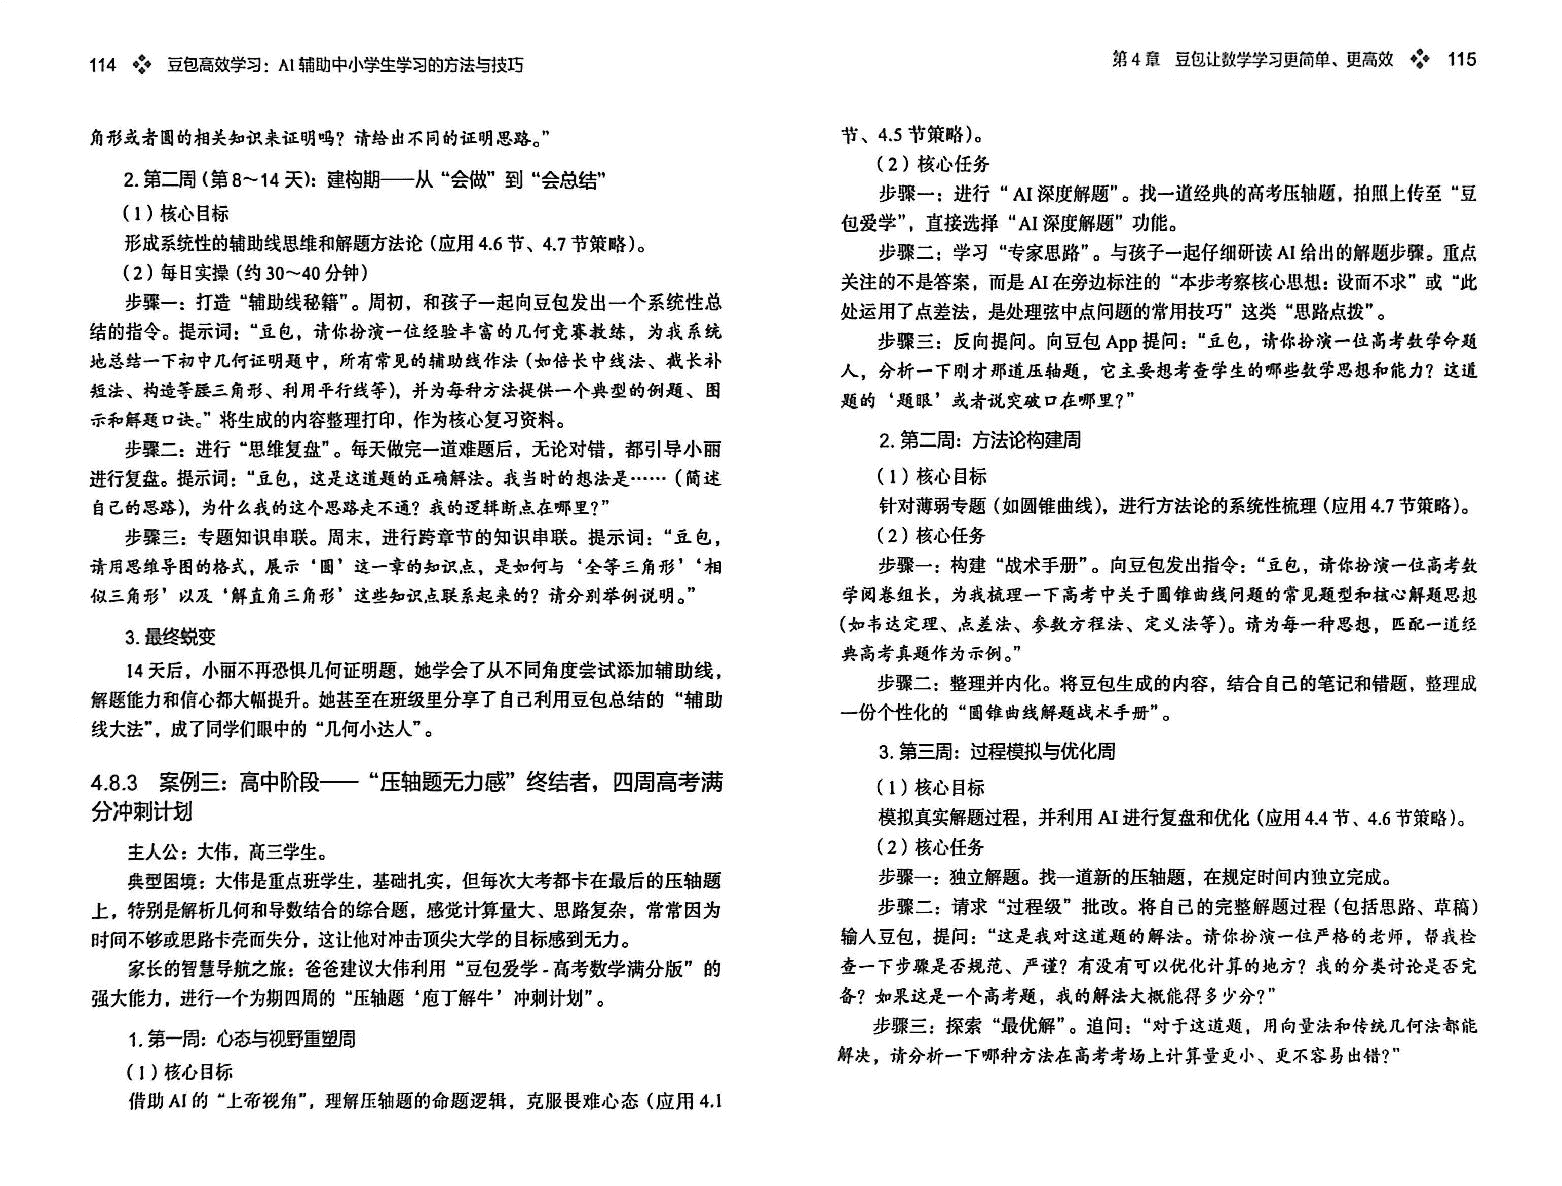 114 豆包高效学习：AI 辅助中小学生学习的方法与技巧
角形或者圆的相关知识来证明吗？请给出不同的证明思路。”
2. 第二周（第 8～14 天）：建构期——从“会做”到“会总结”
（1）核心目标
形成系统性的辅助线思维和解题方法论（应用 4.6 节、4.7 节策略）。
（2）每日实操（约 30～40 分钟）
步骤一：打造“辅助线秘籍”。周初，和孩子一起向豆包发出一个系统性总
结的指令。提示词：“豆包，请你扮演一位经验丰富的几何竞赛教练，为我系统
地总结一下初中几何证明题中，所有常见的辅助线作法（如倍长中线法、截长补
短法、构造等腰三角形、利用平行线等），并为每种方法提供一个典型的例题、图
示和解题口诀。”将生成的内容整理打印，作为核心复习资料。
步骤二：进行“思维复盘”。每天做完一道难题后，无论对错，都引导小丽
进行复盘。提示词：“豆包，这是这道题的正确解法。我当时的想法是……（简述
自己的思路），为什么我的这个思路走不通？我的逻辑断点在哪里？”
步骤三：专题知识串联。周末，进行跨章节的知识串联。提示词：“豆包，
请用思维导图的格式，展示‘圆’这一章的知识点，是如何与‘全等三角形’‘相
似三角形’以及‘解直角三角形’这些知识点联系起来的？请分别举例说明。”
3. 最终蜕变
14 天后，小丽不再恐惧几何证明题，她学会了从不同角度尝试添加辅助线，
解题能力和信心都大幅提升。她甚至在班级里分享了自己利用豆包总结的“辅助
线大法”，成了同学们眼中的“几何小达人”。
4.8.3 案例三：高中阶段——“压轴题无力感”终结者，四周高考满
分冲刺计划
主人公：大伟，高三学生。
典型困境：大伟是重点班学生，基础扎实，但每次大考都卡在最后的压轴题
上，特别是解析几何和导数结合的综合题，感觉计算量大、思路复杂，常常因为
时间不够或思路卡壳而失分，这让他对冲击顶尖大学的目标感到无力。
家长的智慧导航之旅：爸爸建议大伟利用“豆包爱学 - 高考数学满分版”的
强大能力，进行一个为期四周的“压轴题‘庖丁解牛’冲刺计划”。
1. 第一周：心态与视野重塑周
（1）核心目标
借助 AI 的“上帝视角”，理解压轴题的命题逻辑，克服畏难心态（应用 4.1
第 4 章 豆包让数学学习更简单、更高效 115
节、4.5 节策略）。
（2）核心任务
步骤一：进行“AI 深度解题”。找一道经典的高考压轴题，拍照上传至“豆
包爱学”，直接选择“AI 深度解题”功能。
步骤二：学习“专家思路”。与孩子一起仔细研读 AI 给出的解题步骤。重点
关注的不是答案，而是 AI 在旁边标注的“本步考察核心思想：设而不求”或“此
处运用了点差法，是处理弦中点问题的常用技巧”这类“思路点拨”。
步骤三：反向提问。向豆包 App 提问：“豆包，请你扮演一位高考数学命题
人，分析一下刚才那道压轴题，它主要想考查学生的哪些数学思想和能力？这道
题的‘题眼’或者说突破口在哪里？”
2. 第二周：方法论构建周
（1）核心目标
针对薄弱专题（如圆锥曲线），进行方法论的系统性梳理（应用 4.7 节策略）。
（2）核心任务
步骤一：构建“战术手册”。向豆包发出指令：“豆包，请你扮演一位高考数
学阅卷组长，为我梳理一下高考中关于圆锥曲线问题的常见题型和核心解题思想
（如韦达定理、点差法、参数方程法、定义法等）。请为每一种思想，匹配一道经
典高考真题作为示例。”
步骤二：整理并内化。将豆包生成的内容，结合自己的笔记和错题，整理成
一份个性化的“圆锥曲线解题战术手册”。
3. 第三周：过程模拟与优化周
（1）核心目标
模拟真实解题过程，并利用 AI 进行复盘和优化（应用 4.4 节、4.6 节策略）。
（2）核心任务
步骤一：独立解题。找一道新的压轴题，在规定时间内独立完成。
步骤二：请求“过程级”批改。将自己的完整解题过程（包括思路、草稿）
输入豆包，提问：“这是我对这道题的解法。请你扮演一位严格的老师，帮我检
查一下步骤是否规范、严谨？有没有可以优化计算的地方？我的分类讨论是否完
备？如果这是一个高考题，我的解法大概能得多少分？”
步骤三：探索“最优解”。追问：“对于这道题，用向量法和传统几何法都能
解决，请分析一下哪种方法在高考考场上计算量更小、更不容易出错？”